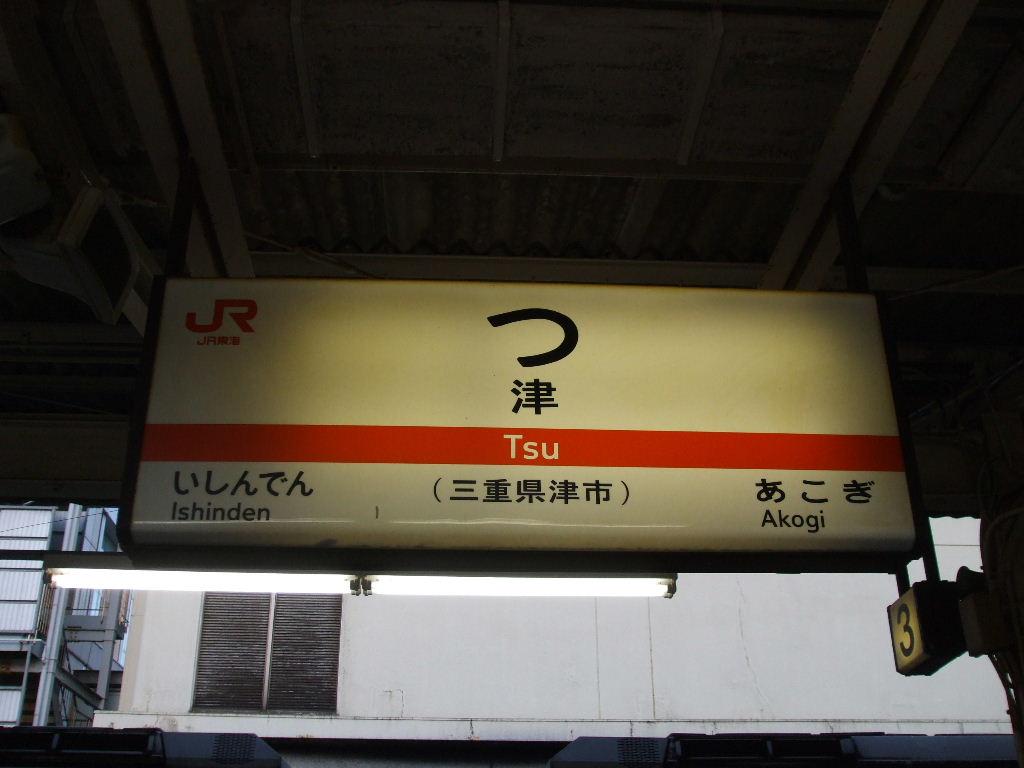 JR
JR東海
つ
津
Tsu
いしんでん
Ishinden
(三重県津市)
あこぎ
Akogi
3